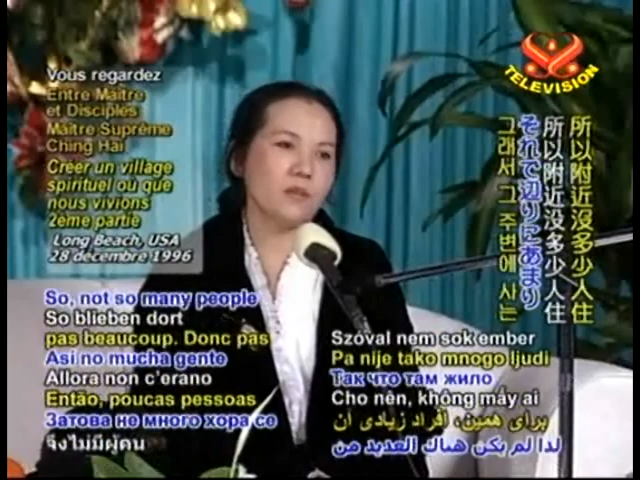 Vous regardez
Entre Maître
et Disciples
Maître Suprême
Ching Hai
Créer un village
spirituel où que
nous vivions
2ème partie
Long Beach, USA
28 décembre 1996
TELEVISION
所以附近沒多少人住
所以附近没多少人住
それで辺りにあまり
그래서 그 주변에 사는
So, not so many people
So blieben dort
pas beaucoup. Donc pas
Asi no mucha gente
Allora non c'erano
Então, poucas pessoas
Затова не много хора се
จึงไม่มีผู้คน
Szóval nem sok ember
Pa nije tako mnogo ljudi
Так что там жило
Cho nên, không mấy ai
برای همین، افراد زیادی آن
لذا لم يكن هناك العديد من